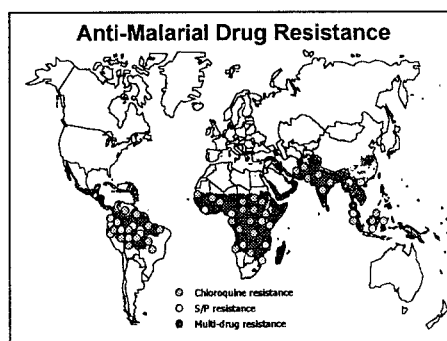 Anti-Malarial Drug Resistance
Chloroquine resistance
S/P resistance
Multi-drug resistance